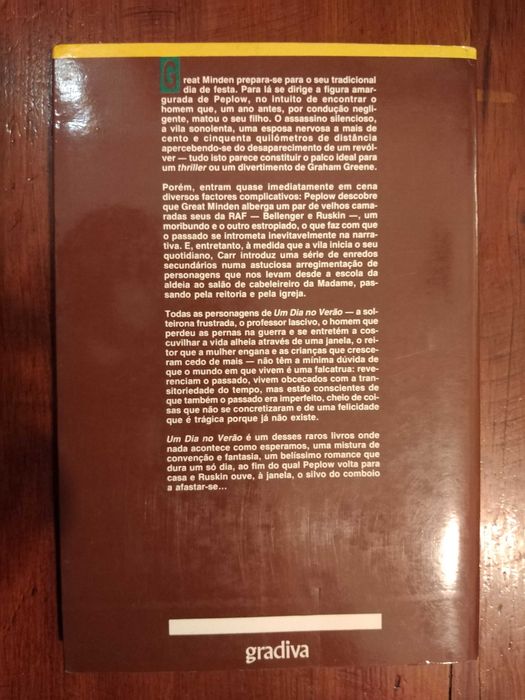 Great Minden prepara-se para o seu tradicional
dia de festa. Para lá se dirige a figura amar-
gurada de Peplow, no intuito de encontrar o
homem que, um ano antes, por condução negli-
gente, matou o seu filho. O assassino silencioso,
a vila sonolenta, uma esposa nervosa a mais de
cento e cinquenta quilómetros de distância
apercebendo-se do desaparecimento de um revól-
ver — tudo isto parece constituir o palco ideal para
um thriller ou um divertimento de Graham Greene.
Porém, entram quase imediatamente em cena
diversos factores complicativos: Peplow descobre
que Great Minden alberga um par de velhos cama-
radas seus da RAF — Bellenger e Ruskin —, um
moribundo e o outro estropiado, o que faz com que
o passado se intrometa inevitavelmente na narra-
tiva. E, entretanto, à medida que a vila inicia o seu
quotidiano, Carr introduz uma série de enredos
secundários numa astuciosa arregimentação de
personagens que nos levam desde a escola da
aldeia ao salão de cabeleireiro da Madame, pas-
sando pela reitoria e pela igreja.
Todas as personagens de Um Dia no Verão — a sol-
teirona frustrada, o professor lascivo, o homem que
perdeu as pernas na guerra e se entretém a cos-
cuvilhar a vida alheia através de uma janela, o rei-
tor que a mulher engana e as crianças que cresce-
ram cedo de mais — não têm a mínima dúvida de
que o mundo em que vivem é uma falcatrua: reve-
renciam o passado, vivem obcecados com a tran-
sitoriedade do tempo, mas estão conscientes de
que também o passado era imperfeito, cheio de coi-
sas que não se concretizaram e de uma felicidade
que é trágica porque já não existe.
Um Dia no Verão é um desses raros livros onde
nada acontece como esperamos, uma mistura de
convenção e fantasia, um belíssimo romance que
dura um só dia, ao fim do qual Peplow volta para
casa e Ruskin ouve, à janela, o silvo do comboio
a afastar-se...
gradiva